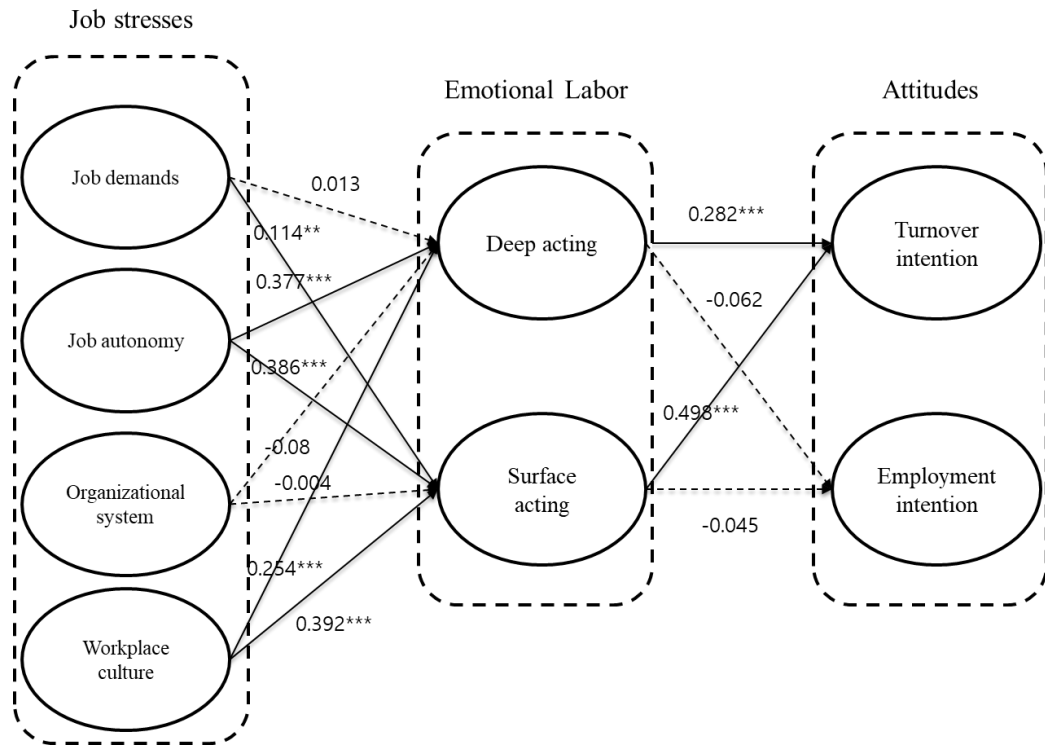 Job stresses
Emotional Labor
Attitudes
Job demands
Job autonomy
Organizational
system
Workplace
culture
0.013
0.114**
0.377***
0.386***
-0.08
-0.004
0.254***
0.392***
Deep acting
Surface
acting
0.282***
-0.062
0.498***
-0.045
Turnover
intention
Employment
intention